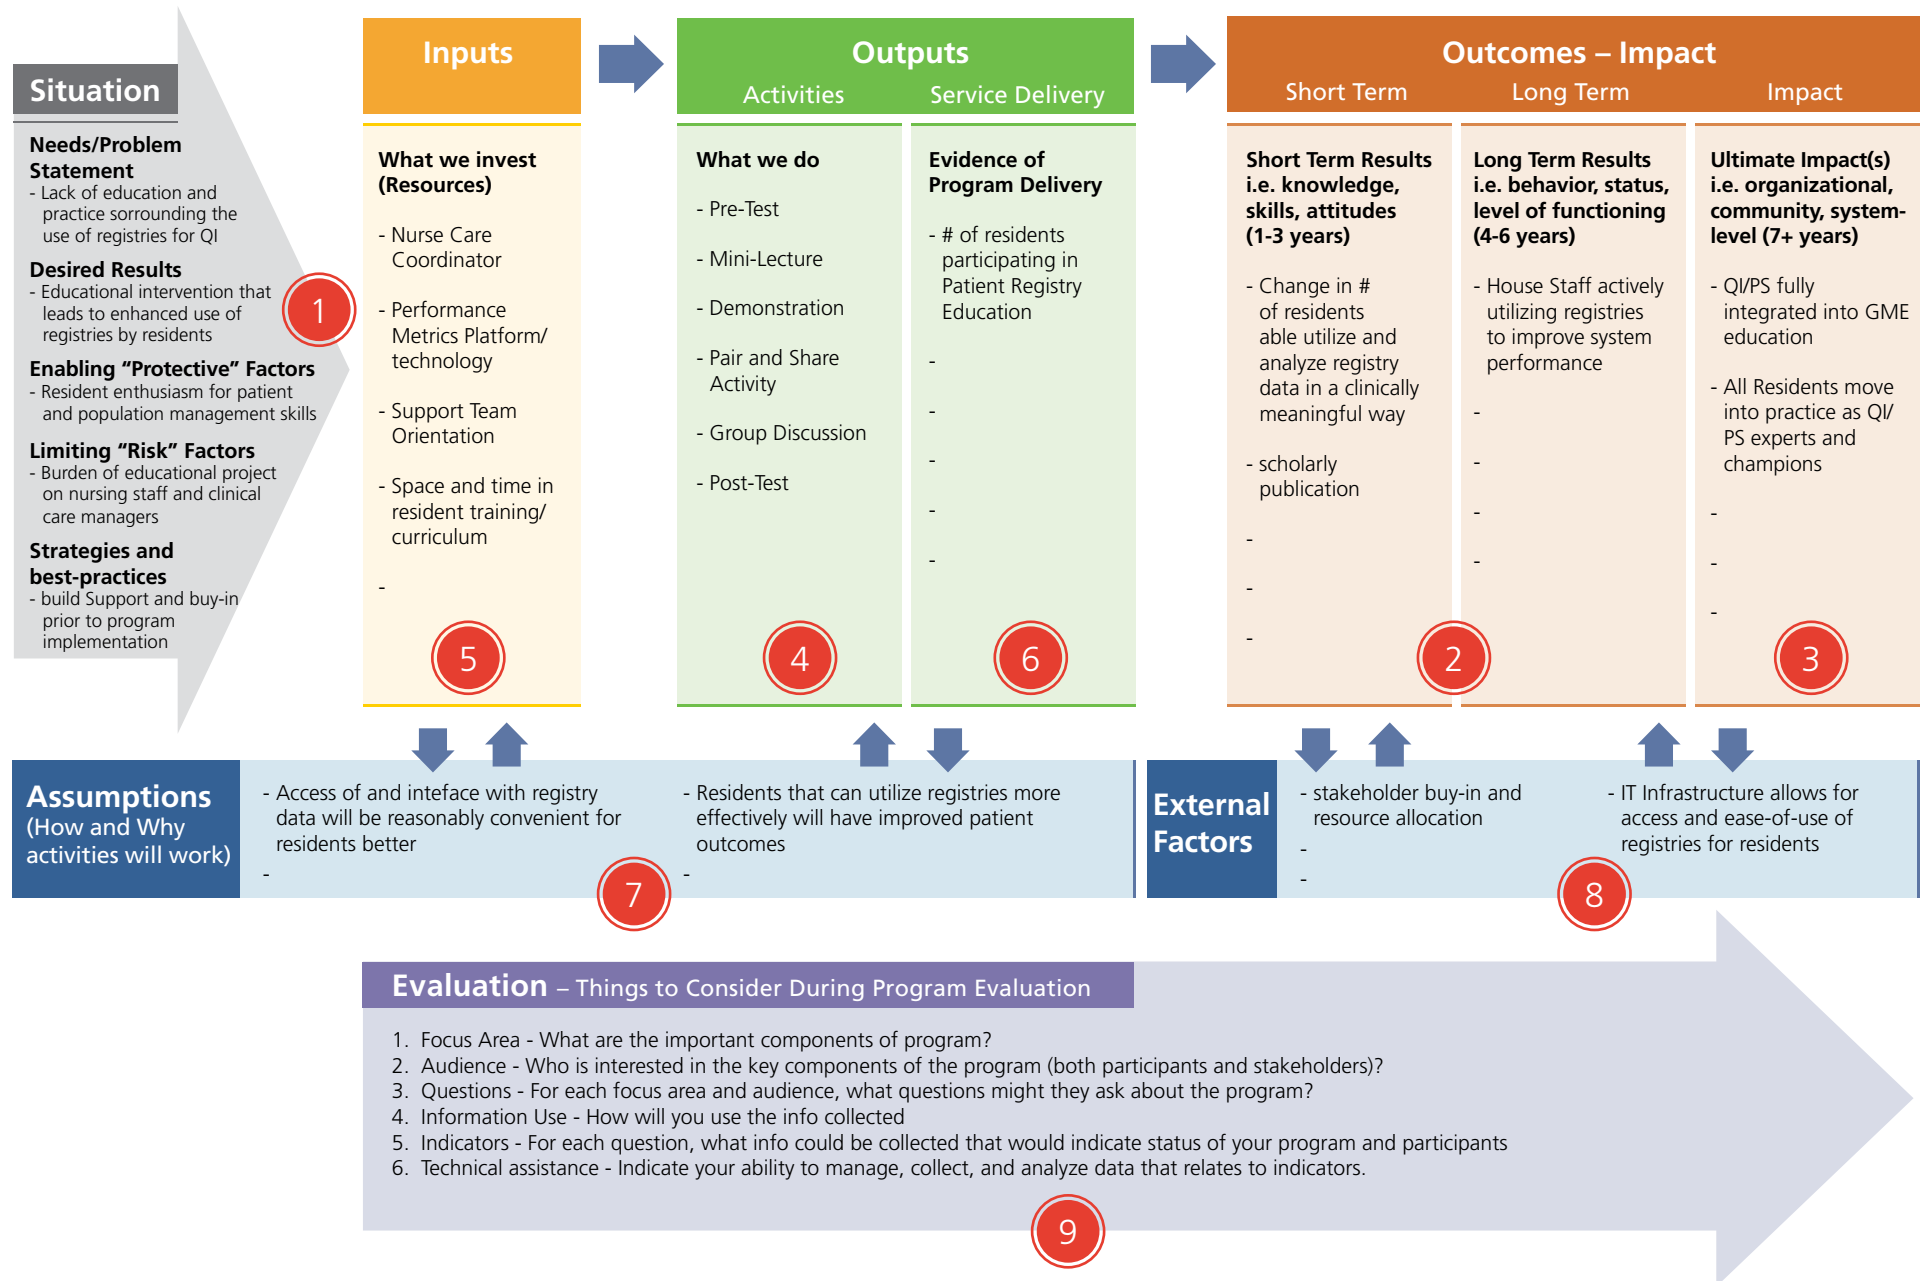 Situation
Needs/Problem
Statement
- Lack of education and
practice sorrounding the
use of registries for QI
Desired Results
- Educational intervention that
leads to enhanced use of
registries by residents
Enabling “Protective” Factors
- Resident enthusiasm for patient
and population management skills
Limiting “Risk” Factors
- Burden of educational project
on nursing staff and clinical
care managers
Strategies and
best-practices
- build Support and buy-in
prior to program
implementation
1
Inputs
What we invest
(Resources)
- Nurse Care
Coordinator
- Performance
Metrics Platform/
technology
- Support Team
Orientation
- Space and time in
resident training/
curriculum
-
5
Outputs
Activities
What we do
- Pre-Test
- Mini-Lecture
- Demonstration
- Pair and Share
Activity
- Group Discussion
- Post-Test
4
Service Delivery
Evidence of
Program Delivery
- # of residents
participating in
Patient Registry
Education
-
-
-
-
-
6
Outcomes – Impact
Short Term
Short Term Results
i.e. knowledge,
skills, attitudes
(1-3 years)
- Change in #
of residents
able utilize and
analyze registry
data in a clinically
meaningful way
- scholarly
publication
-
-
-
2
Long Term
Long Term Results
i.e. behavior, status,
level of functioning
(4-6 years)
- House Staff actively
utilizing registries
to improve system
performance
-
-
-
-
Impact
Ultimate Impact(s)
i.e. organizational,
community, system-
level (7+ years)
- QI/PS fully
integrated into GME
education
- All Residents move
into practice as QI/
PS experts and
champions
-
-
-
3
Assumptions
(How and Why
activities will work)
- Access of and inteface with registry
data will be reasonably convenient for
residents better
-
- Residents that can utilize registries more
effectively will have improved patient
outcomes
-
7
External
Factors
- stakeholder buy-in and
resource allocation
-
-
- IT Infrastructure allows for
access and ease-of-use of
registries for residents
8
Evaluation – Things to Consider During Program Evaluation
1. Focus Area - What are the important components of program?
2. Audience - Who is interested in the key components of the program (both participants and stakeholders)?
3. Questions - For each focus area and audience, what questions might they ask about the program?
4. Information Use - How will you use the info collected
5. Indicators - For each question, what info could be collected that would indicate status of your program and participants
6. Technical assistance - Indicate your ability to manage, collect, and analyze data that relates to indicators.
9